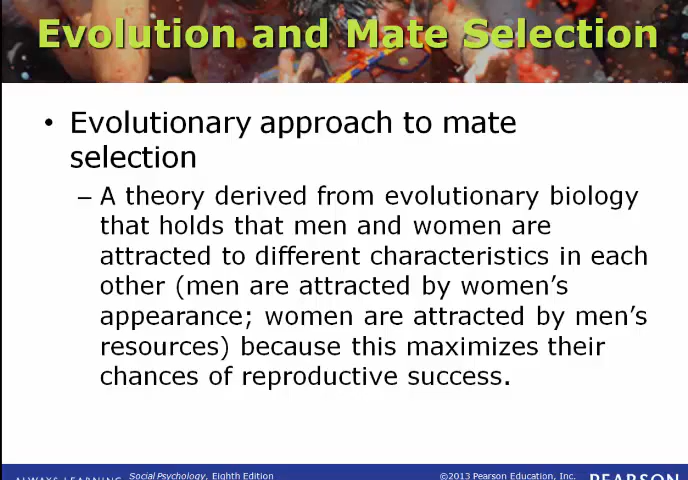 Evolution and Mate Selection
• Evolutionary approach to mate
selection
– A theory derived from evolutionary biology
that holds that men and women are
attracted to different characteristics in each
other (men are attracted by women's
appearance; women are attracted by men's
resources) because this maximizes their
chances of reproductive success.
ALWAYS LEARNING Social Psychology, Eighth Edition ©2013 Pearson Education, Inc. PEARSON